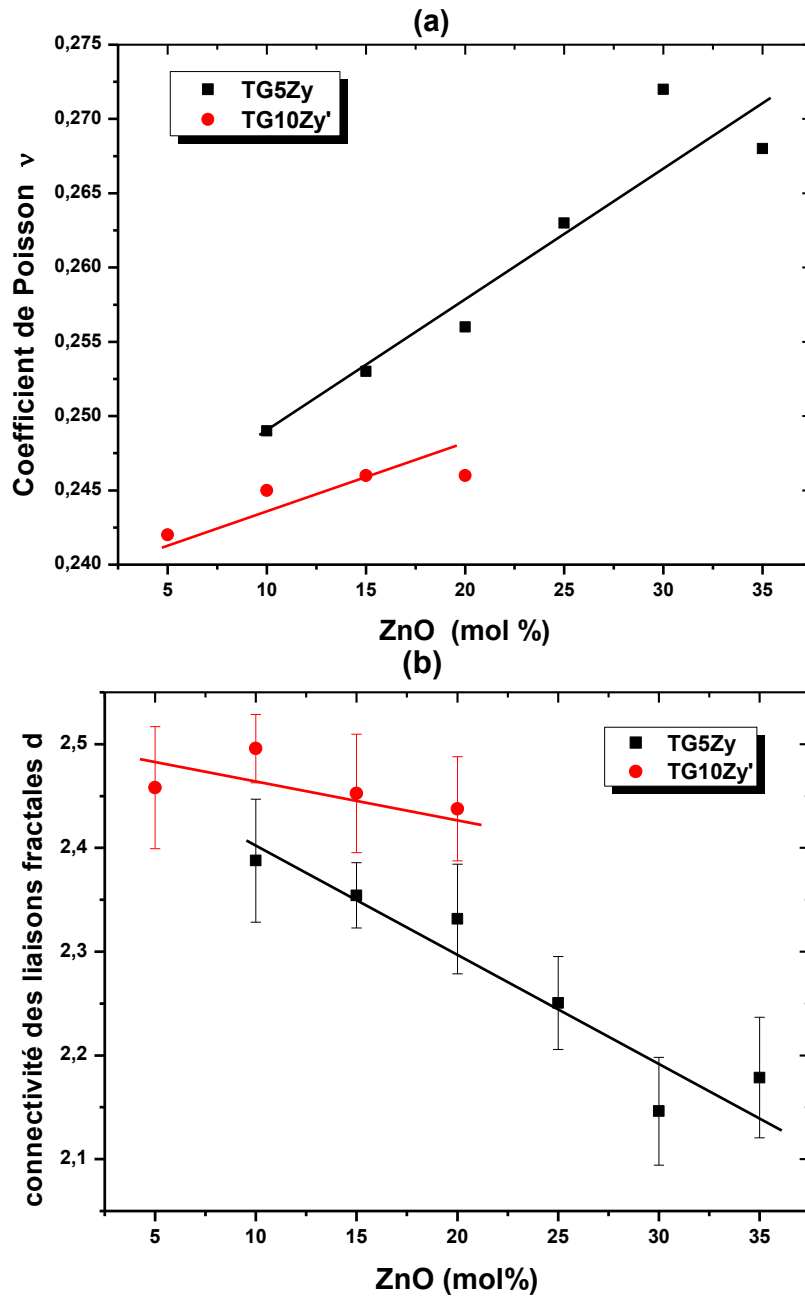 (a)
0,275
0,270
0,265
0,260
0,255
0,250
0,245
0,240
Coefficient de Poisson ν
TG5Zy
TG10Zy'
5 10 15 20 25 30 35
ZnO (mol %)
(b)
2,5
2,4
2,3
2,2
2,1
connectivité des liaisons fractales d
TG5Zy
TG10Zy'
5 10 15 20 25 30 35
ZnO (mol%)